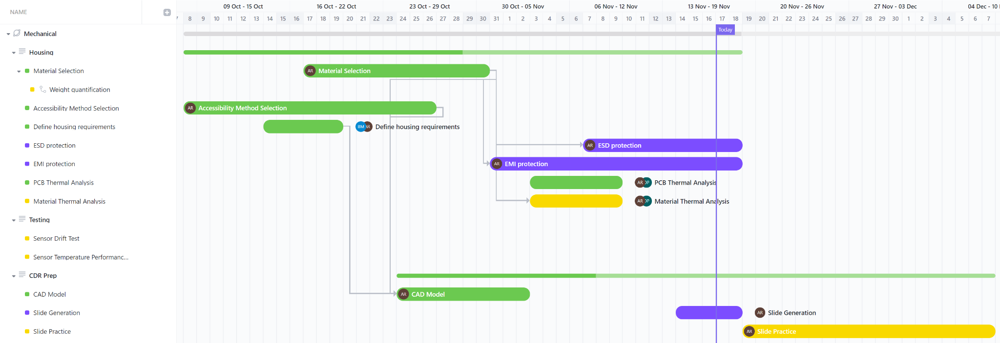 NAME
09 Oct - 15 Oct 16 Oct - 22 Oct 23 Oct - 29 Oct 30 Oct - 05 Nov 06 Nov - 12 Nov 13 Nov - 19 Nov 20 Nov - 26 Nov 27 Nov - 03 Dec 04 Dec - 10
8 9 10 11 12 13 14 15 16 17 18 19 20 21 22 23 24 25 26 27 28 29 30 31 1 2 3 4 5 6 7 8 9 10 11 12 13 14 15 16 17 18 19 20 21 22 23 24 25 26 27 28 29 30 1 2 3 4 5 6 7
Mechanical
Today
Housing
Material Selection AR Material Selection
Weight quantification
Accessibility Method Selection AR Accessibility Method Selection
Define housing requirements BM AR Define housing requirements
ESD protection AR ESD protection
EMI protection AR EMI protection
PCB Thermal Analysis AR DP PCB Thermal Analysis
Material Thermal Analysis AR DP Material Thermal Analysis
Testing
Sensor Drift Test
Sensor Temperature Performanc...
CDR Prep
CAD Model AR CAD Model
Slide Generation AR Slide Generation
Slide Practice AR Slide Practice